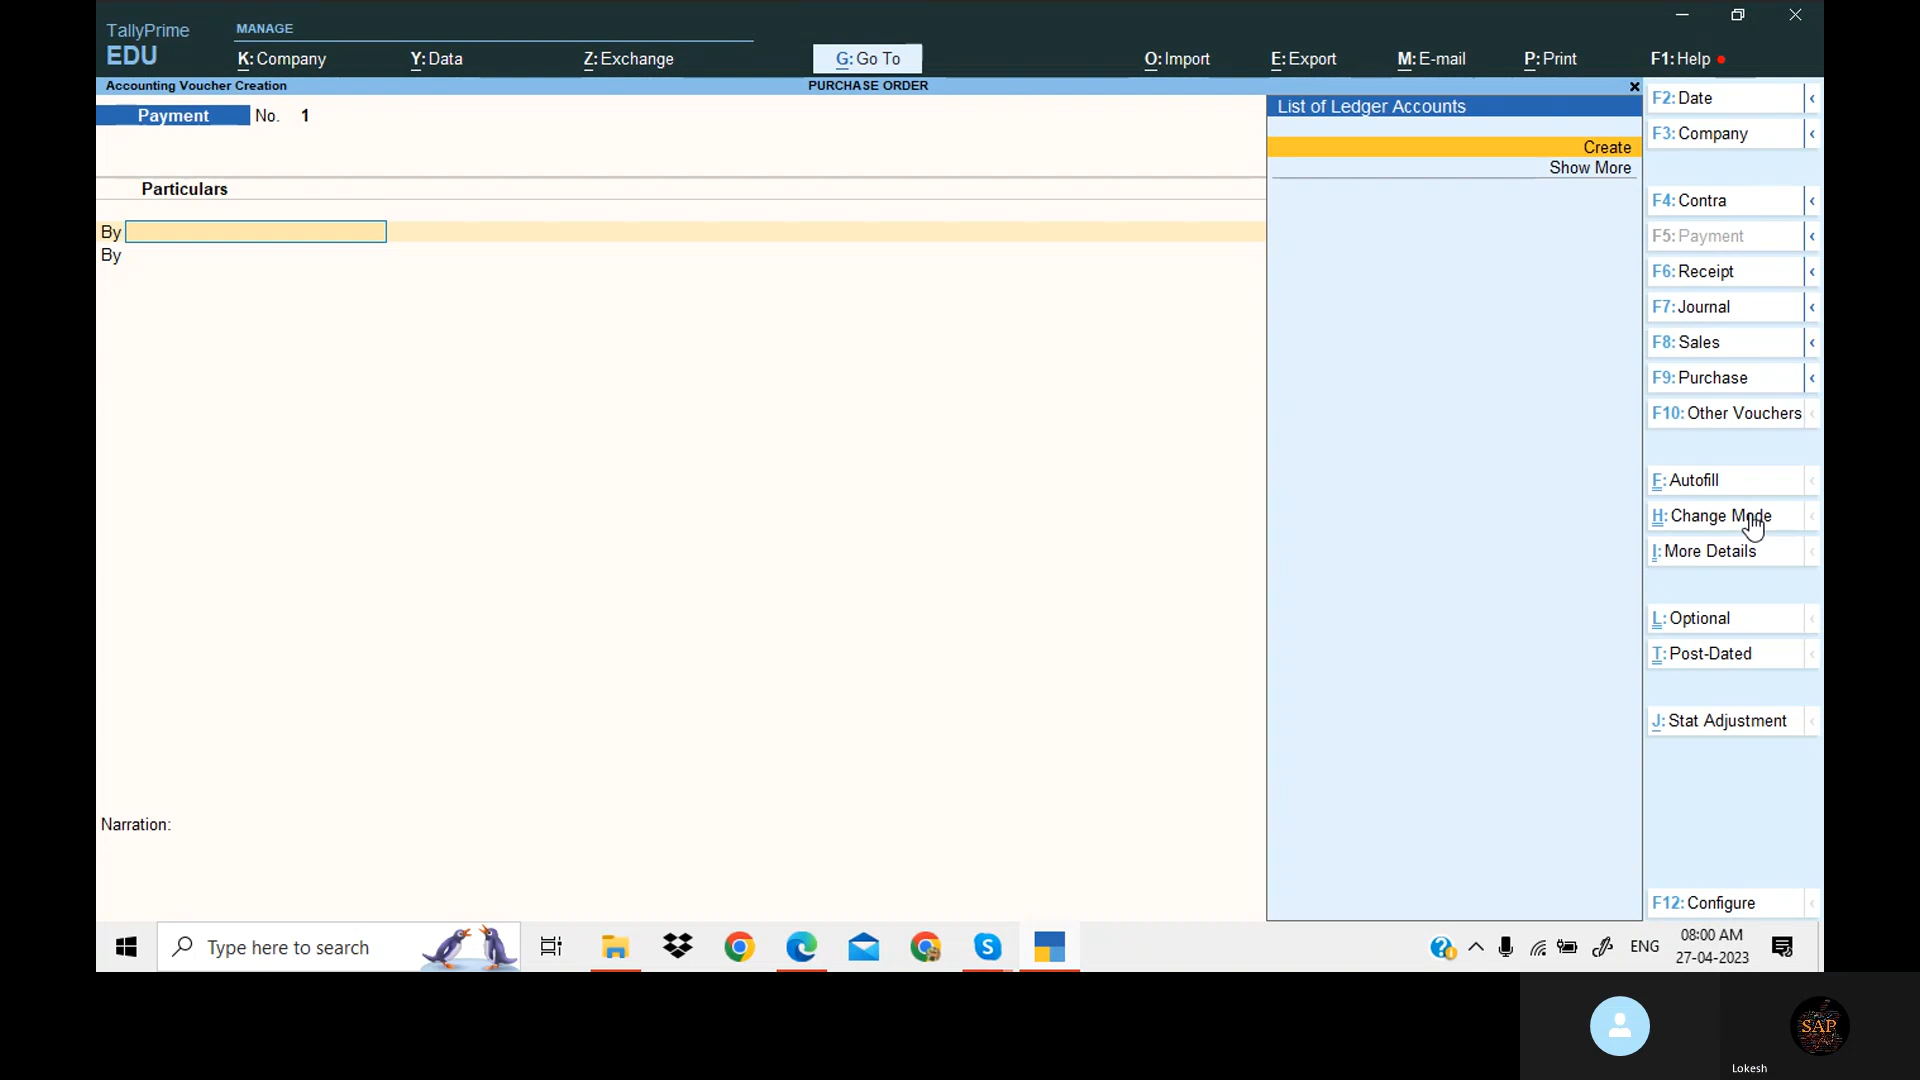 TallyPrime
EDU
MANAGE
K: Company
Y: Data
Z: Exchange
G: Go To
O: Import
E: Export
M: E-mail
P: Print
F1: Help
Accounting Voucher Creation
PURCHASE ORDER
Payment No. 1
Particulars
By
By
Narration:
List of Ledger Accounts
Create
Show More
F2: Date
F3: Company
F4: Contra
F5: Payment
F6: Receipt
F7: Journal
F8: Sales
F9: Purchase
F10: Other Vouchers
F: Autofill
H: Change Mode
I: More Details
L: Optional
T: Post-Dated
J: Stat Adjustment
F12: Configure
Type here to search
ENG
08:00 AM
27-04-2023
SAP
Lokesh